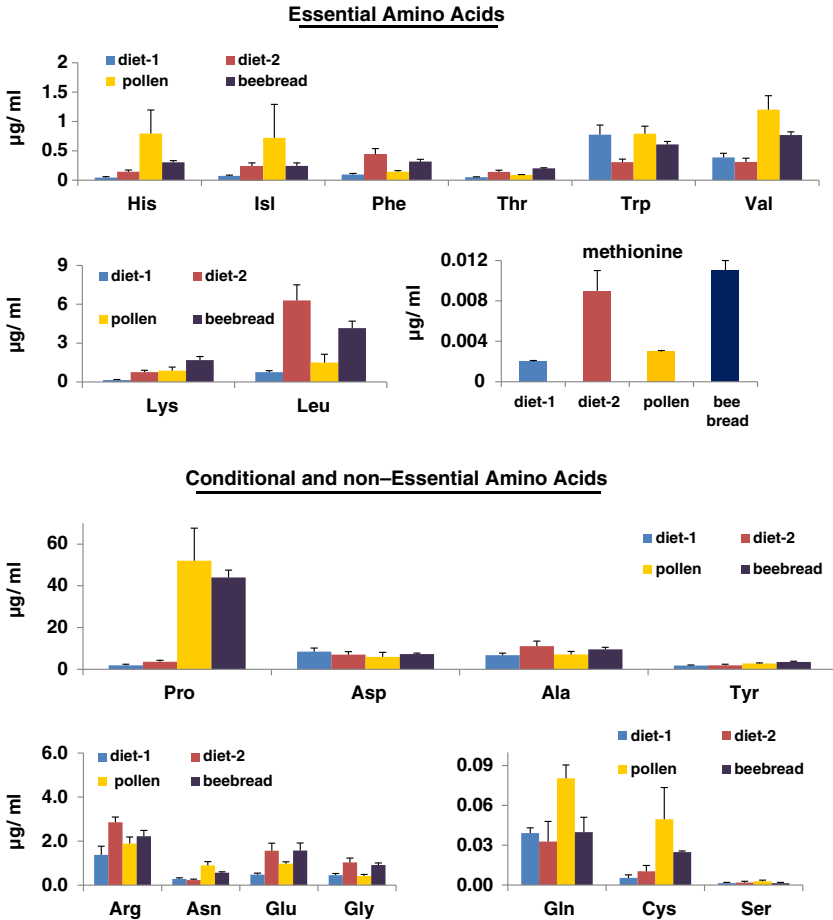 Essential Amino Acids
diet-1 diet-2
pollen beebread
µg/ ml
2
1.5
1
0.5
0
His Isl Phe Thr Trp Val
diet-1 diet-2
pollen beebread
µg/ ml
9
6
3
0
Lys Leu
methionine
µg/ ml
0.012
0.008
0.004
0
diet-1 diet-2 pollen bee
bread
Conditional and non–Essential Amino Acids
diet-1 diet-2
pollen beebread
µg/ ml
60
40
20
0
Pro Asp Ala Tyr
diet-1 diet-2
pollen beebread
µg/ ml
6.0
4.0
2.0
0.0
Arg Asn Glu Gly
diet-1 diet-2
pollen beebread
0.09
0.06
0.03
0.00
Gln Cys Ser